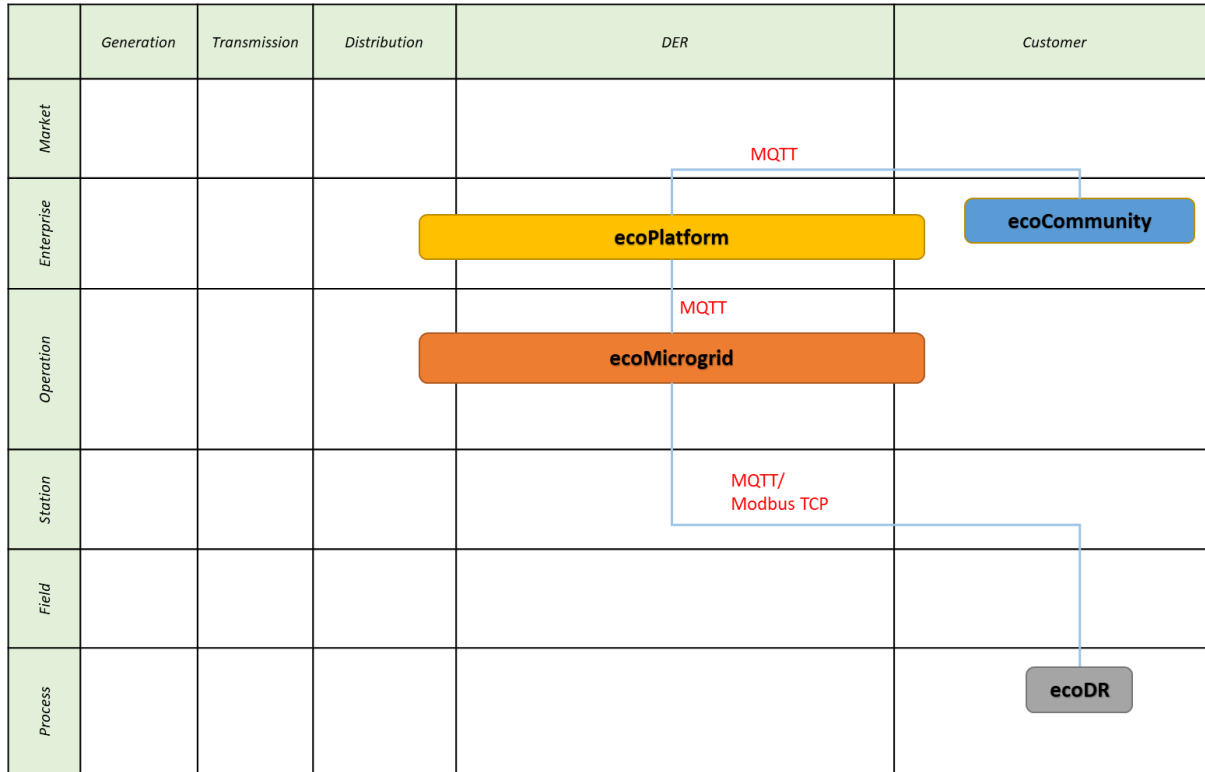 Generation
Transmission
Distribution
DER
Customer
Market
MQTT
Enterprise
ecoPlatform
ecoCommunity
Operation
MQTT
ecoMicrogrid
Station
MQTT/
Modbus TCP
Field
Process
ecoDR